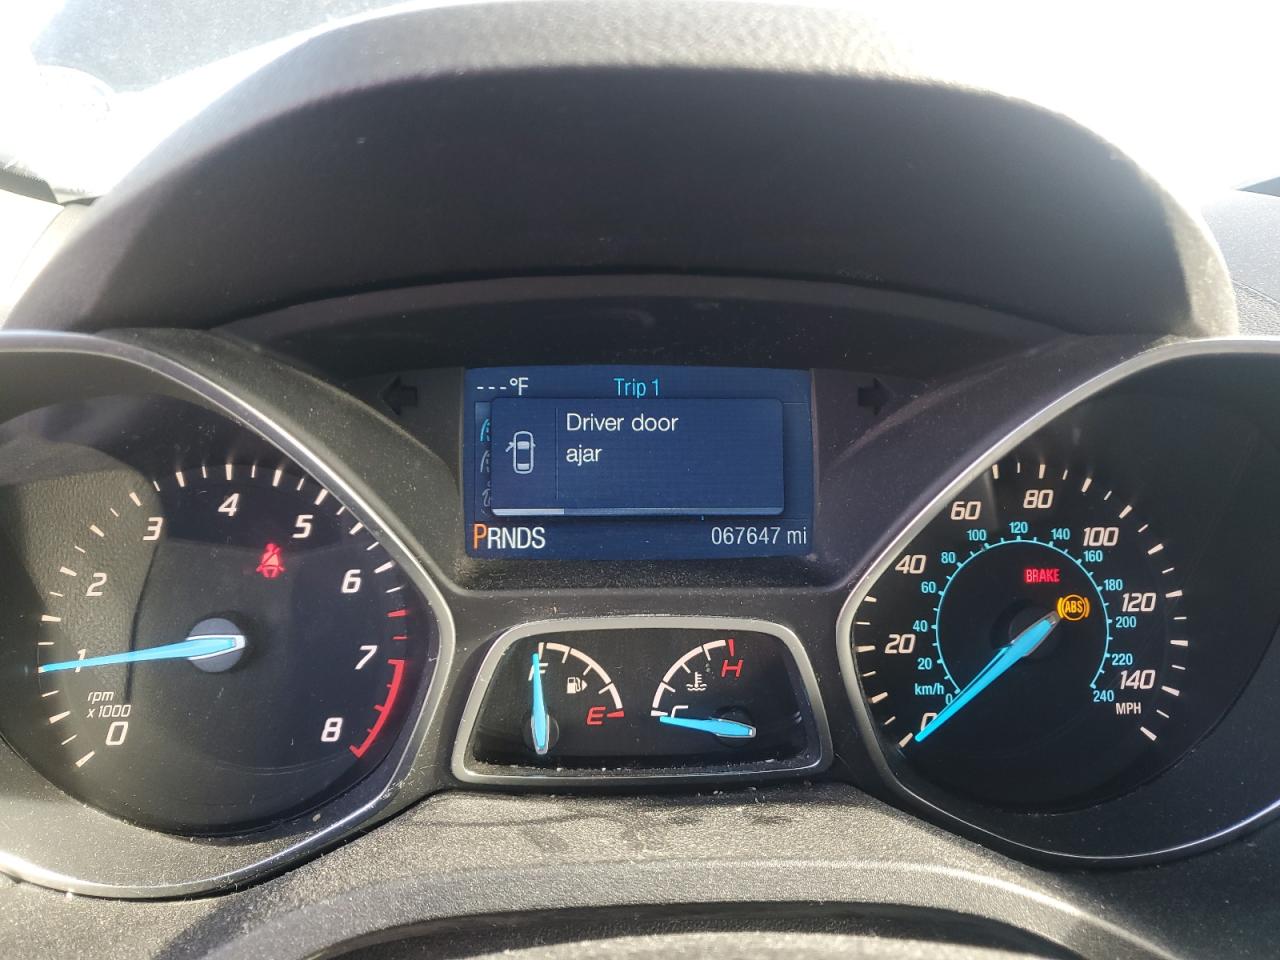 ---°F
Trip 1
Driver door
ajar
PRNDS
067647 mi
0
1
2
3
4
5
6
7
8
rpm
x1000
F
E
C
H
0
20
40
60
80
100
120
140
MPH
km/h
0
20
40
60
80
100
120
140
160
180
200
220
240
BRAKE
ABS